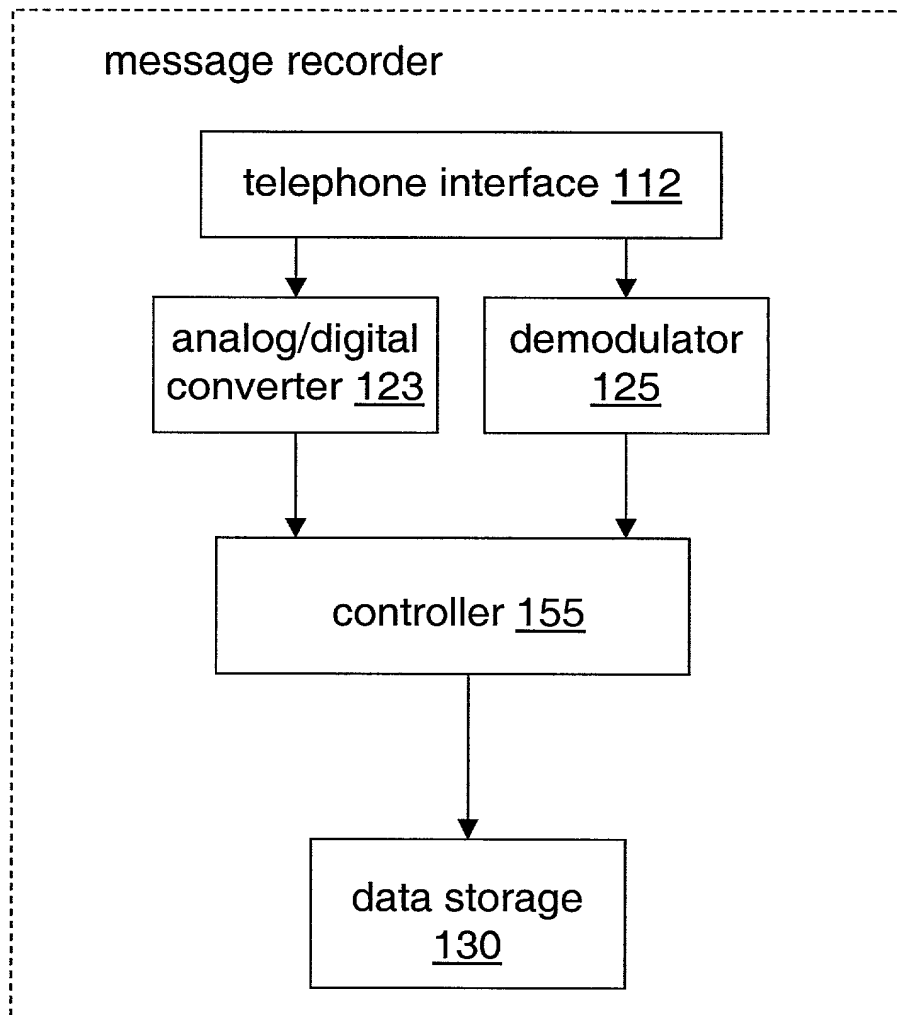 message recorder
telephone interface 112
analog/digital
converter 123
demodulator
125
controller 155
data storage
130